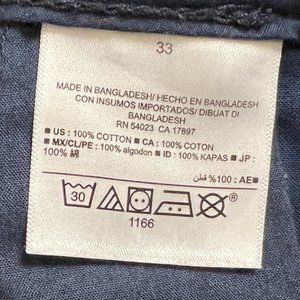 33
MADE IN BANGLADESH/ HECHO EN BANGLADESH
CON INSUMOS IMPORTADOS/ DIBUAT DI
BANGLADESH
RN 54023 CA 17897
■ US : 100% COTTON ■ CA : 100% COTON
■ MX/CL/PE : 100% algodon ■ ID : 100% KAPAS ■ JP :
100% 綿
■ AE : 100% قطن
30 ®
1166